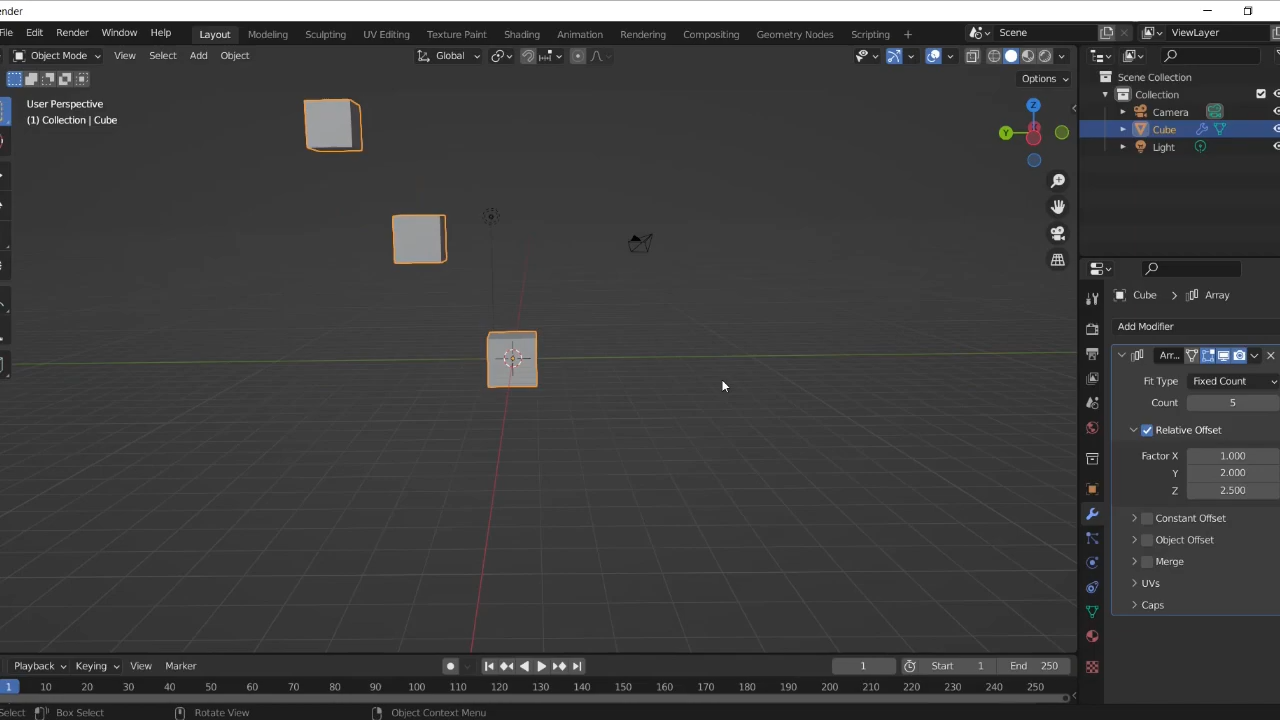 ender
File Edit Render Window Help Layout Modeling Sculpting UV Editing Texture Paint Shading Animation Rendering Compositing Geometry Nodes Scripting + Scene ViewLayer
Object Mode View Select Add Object Global
Options
User Perspective
(1) Collection | Cube
Z
Y
Scene Collection
Collection
Camera
Cube
Light
Cube > Array
Add Modifier
Arr...
Fit Type Fixed Count
Count 5
Relative Offset
Factor X 1.000
Y 2.000
Z 2.500
Constant Offset
Object Offset
Merge
UVs
Caps
Playback Keying View Marker 1 Start 1 End 250
1 10 20 30 40 50 60 70 80 90 100 110 120 130 140 150 160 170 180 190 200 210 220 230 240 250
Select Box Select Rotate View Object Context Menu